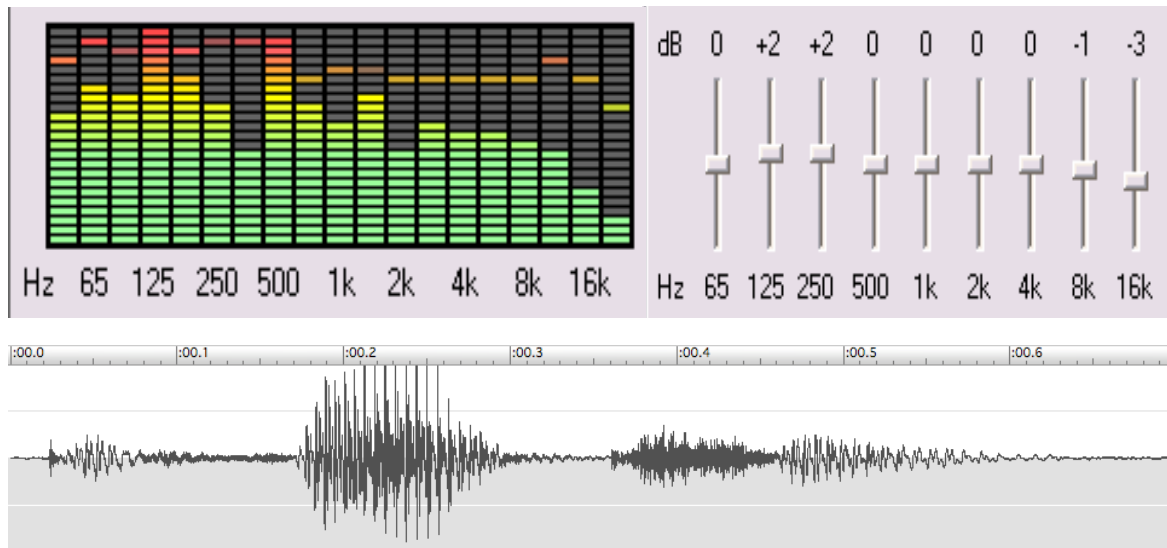 Hz 65 125 250 500 1k 2k 4k 8k 16k
dB 0 +2 +2 0 0 0 0 -1 -3
Hz 65 125 250 500 1k 2k 4k 8k 16k
:00.0 :00.1 :00.2 :00.3 :00.4 :00.5 :00.6